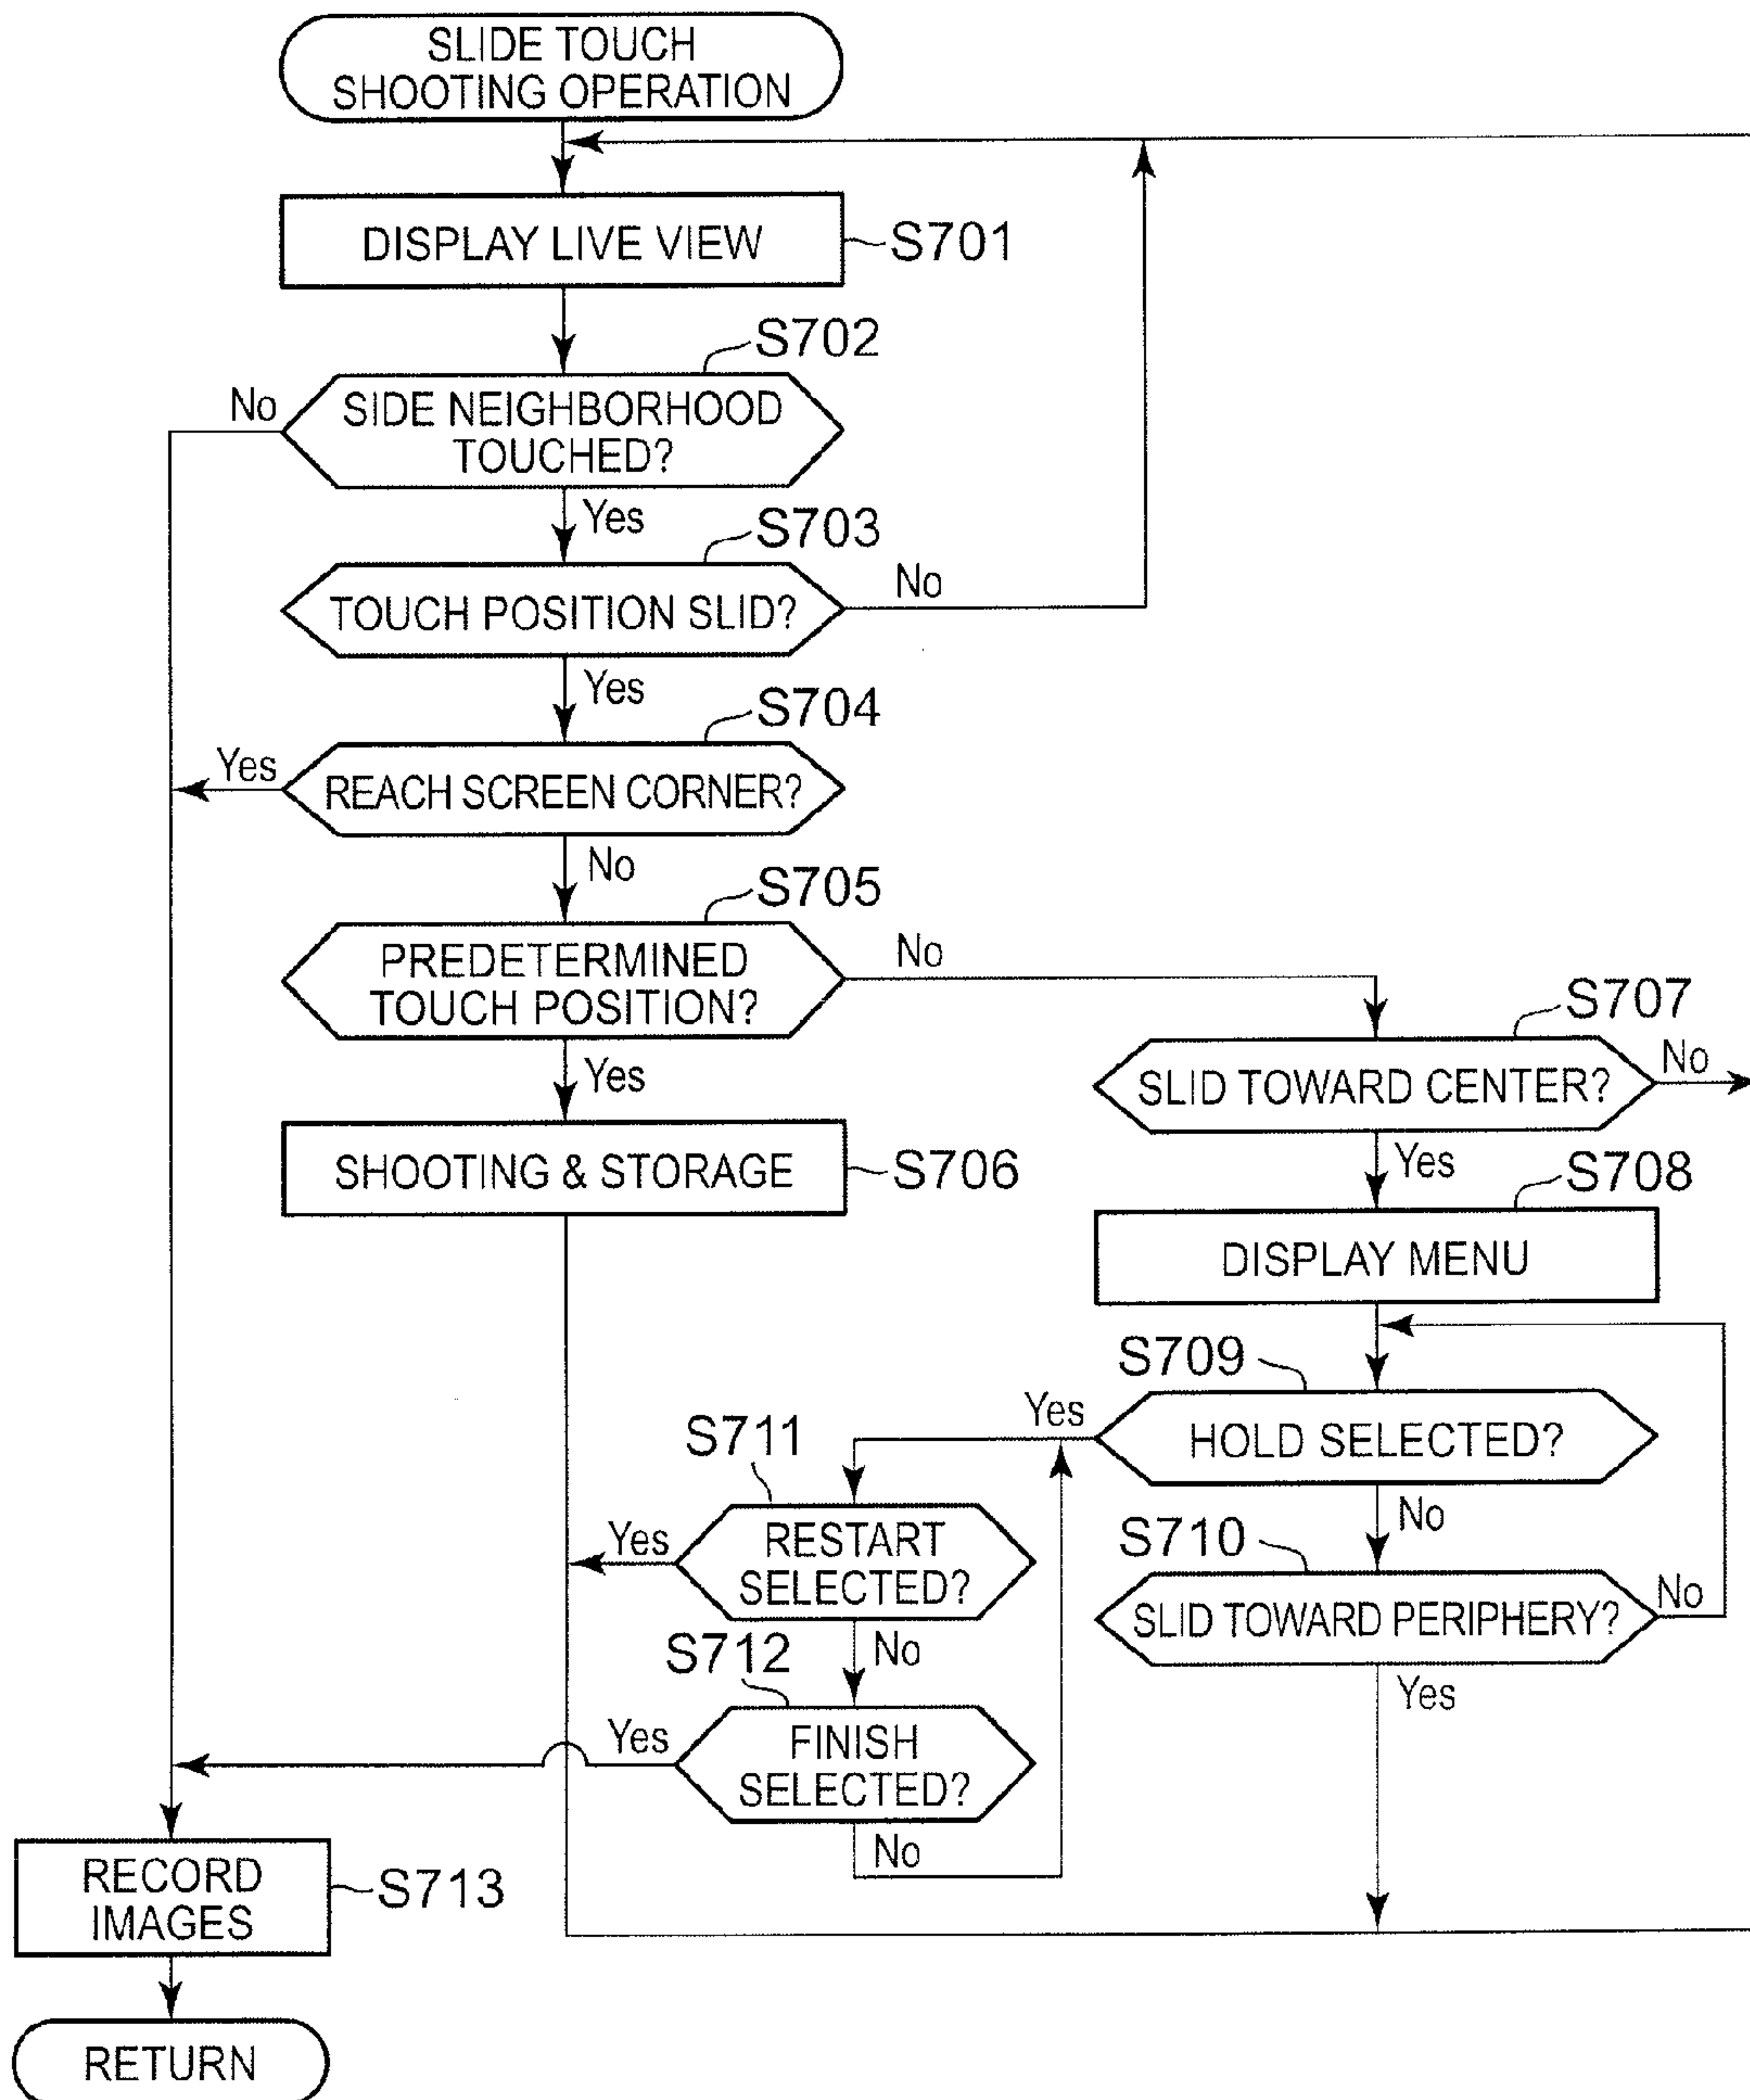 SLIDE TOUCH
SHOOTING OPERATION
DISPLAY LIVE VIEW
S701
S702
No
SIDE NEIGHBORHOOD
TOUCHED?
Yes
S703
TOUCH POSITION SLID?
No
Yes
S704
Yes
REACH SCREEN CORNER?
No
S705
PREDETERMINED
TOUCH POSITION?
No
Yes
S707
SLID TOWARD CENTER?
No
SHOOTING & STORAGE
S706
Yes
S708
DISPLAY MENU
S709
Yes
HOLD SELECTED?
No
S711
Yes
RESTART
SELECTED?
No
S710
SLID TOWARD PERIPHERY?
No
Yes
S712
Yes
FINISH
SELECTED?
No
RECORD
IMAGES
S713
RETURN